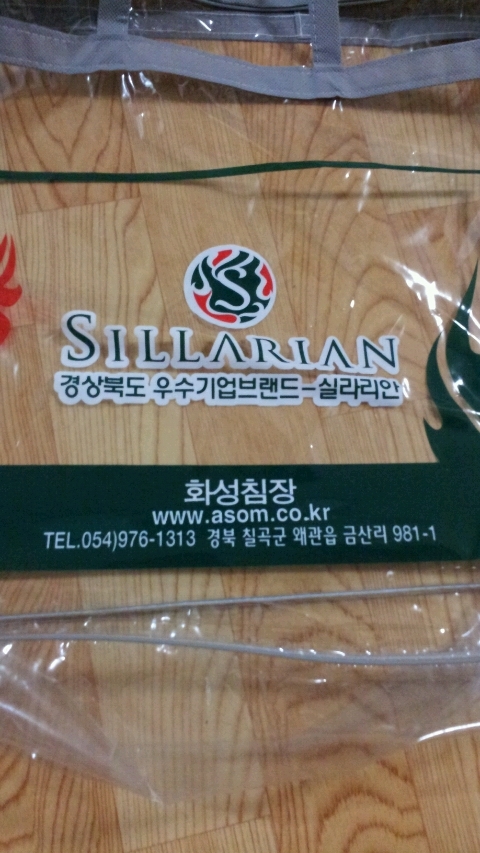 S
SILLARIAN
경상북도 우수기업브랜드-실라리안
화성침장
www.asom.co.kr
TEL.054)976-1313 경북 칠곡군 왜관읍 금산리 981-1